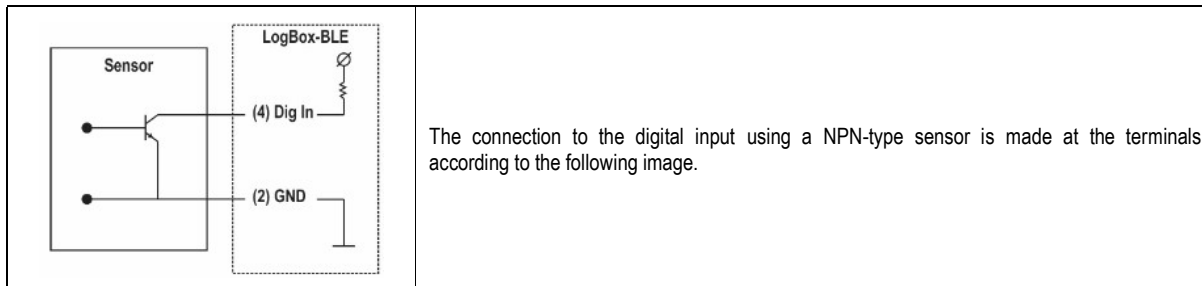 LogBox-BLE
Sensor
(4) Dig In
(2) GND
The connection to the digital input using a NPN-type sensor is made at the terminals
according to the following image.